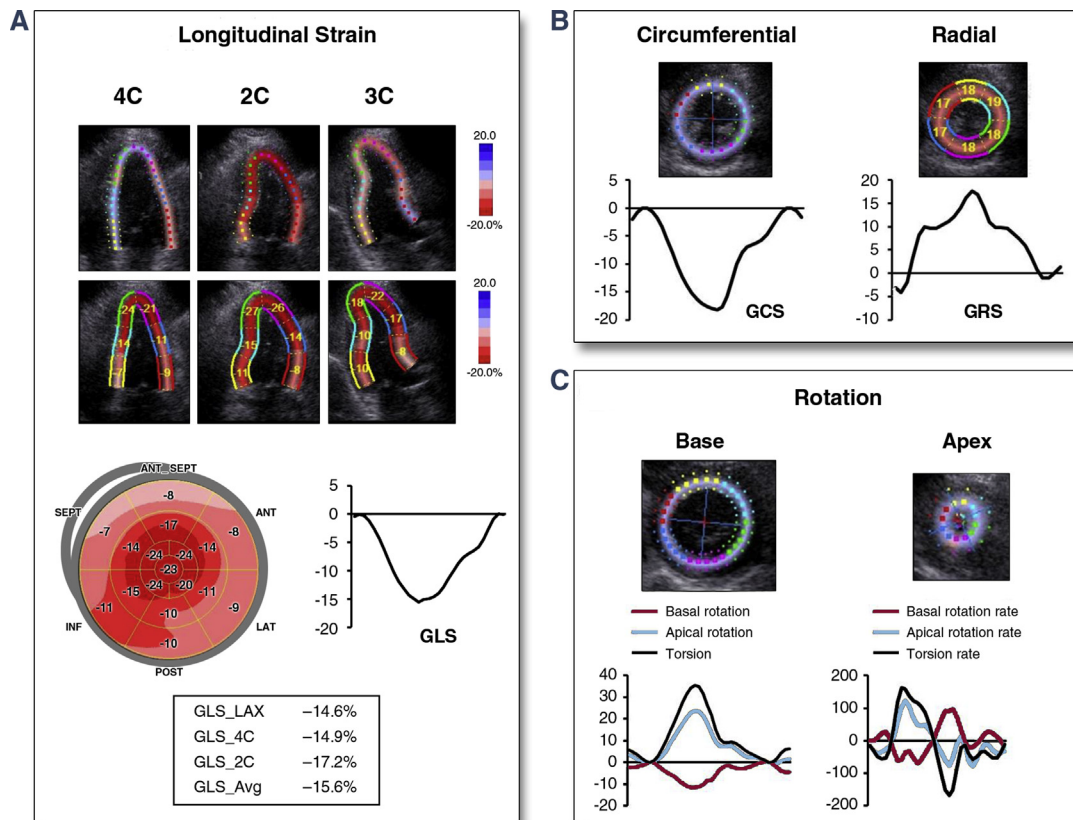 A
Longitudinal Strain
4C
2C
3C
20.0
-20.0%
20.0
-20.0%
-24 -21
-14 -11
-7 -9
-27 -26
-15 -14
-11 -8
-18 -22
-10 -17
-10 -8
ANT_SEPT
SEPT
ANT
-8
-7 -17 -8
-14 -24 -24 -14
-23
-15 -24 -20 -11
-11 -10 -9
-10
INF
LAT
POST
5
0
-5
-10
-15
-20
GLS
GLS_LAX –14.6%
GLS_4C –14.9%
GLS_2C –17.2%
GLS_Avg –15.6%
B
Circumferential
Radial
18
17 19
17 18
18
5
0
-5
-10
-15
-20
GCS
20
15
10
5
0
-5
-10
GRS
C
Rotation
Base
Apex
Basal rotation
Apical rotation
Torsion
Basal rotation rate
Apical rotation rate
Torsion rate
40
30
20
10
0
-10
-20
200
100
0
-100
-200